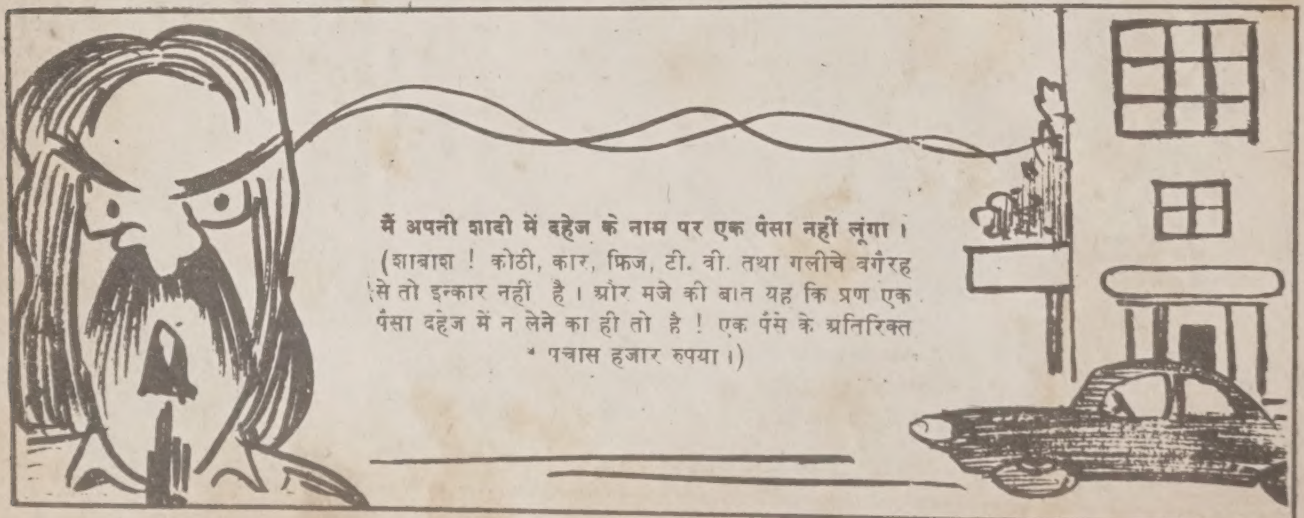 मैं अपनी शादी में दहेज के नाम पर एक पैसा नहीं लूंगा ।
(शाबाश ! कोठी, कार, फ्रिज, टी. वी. तथा गलीचे वगैरह
से तो इन्कार नहीं है । और मजे की बात यह कि प्रण एक
पैसा दहेज में न लेने का ही तो है ! एक पैसे के अतिरिक्त
पचास हजार रुपया ।)